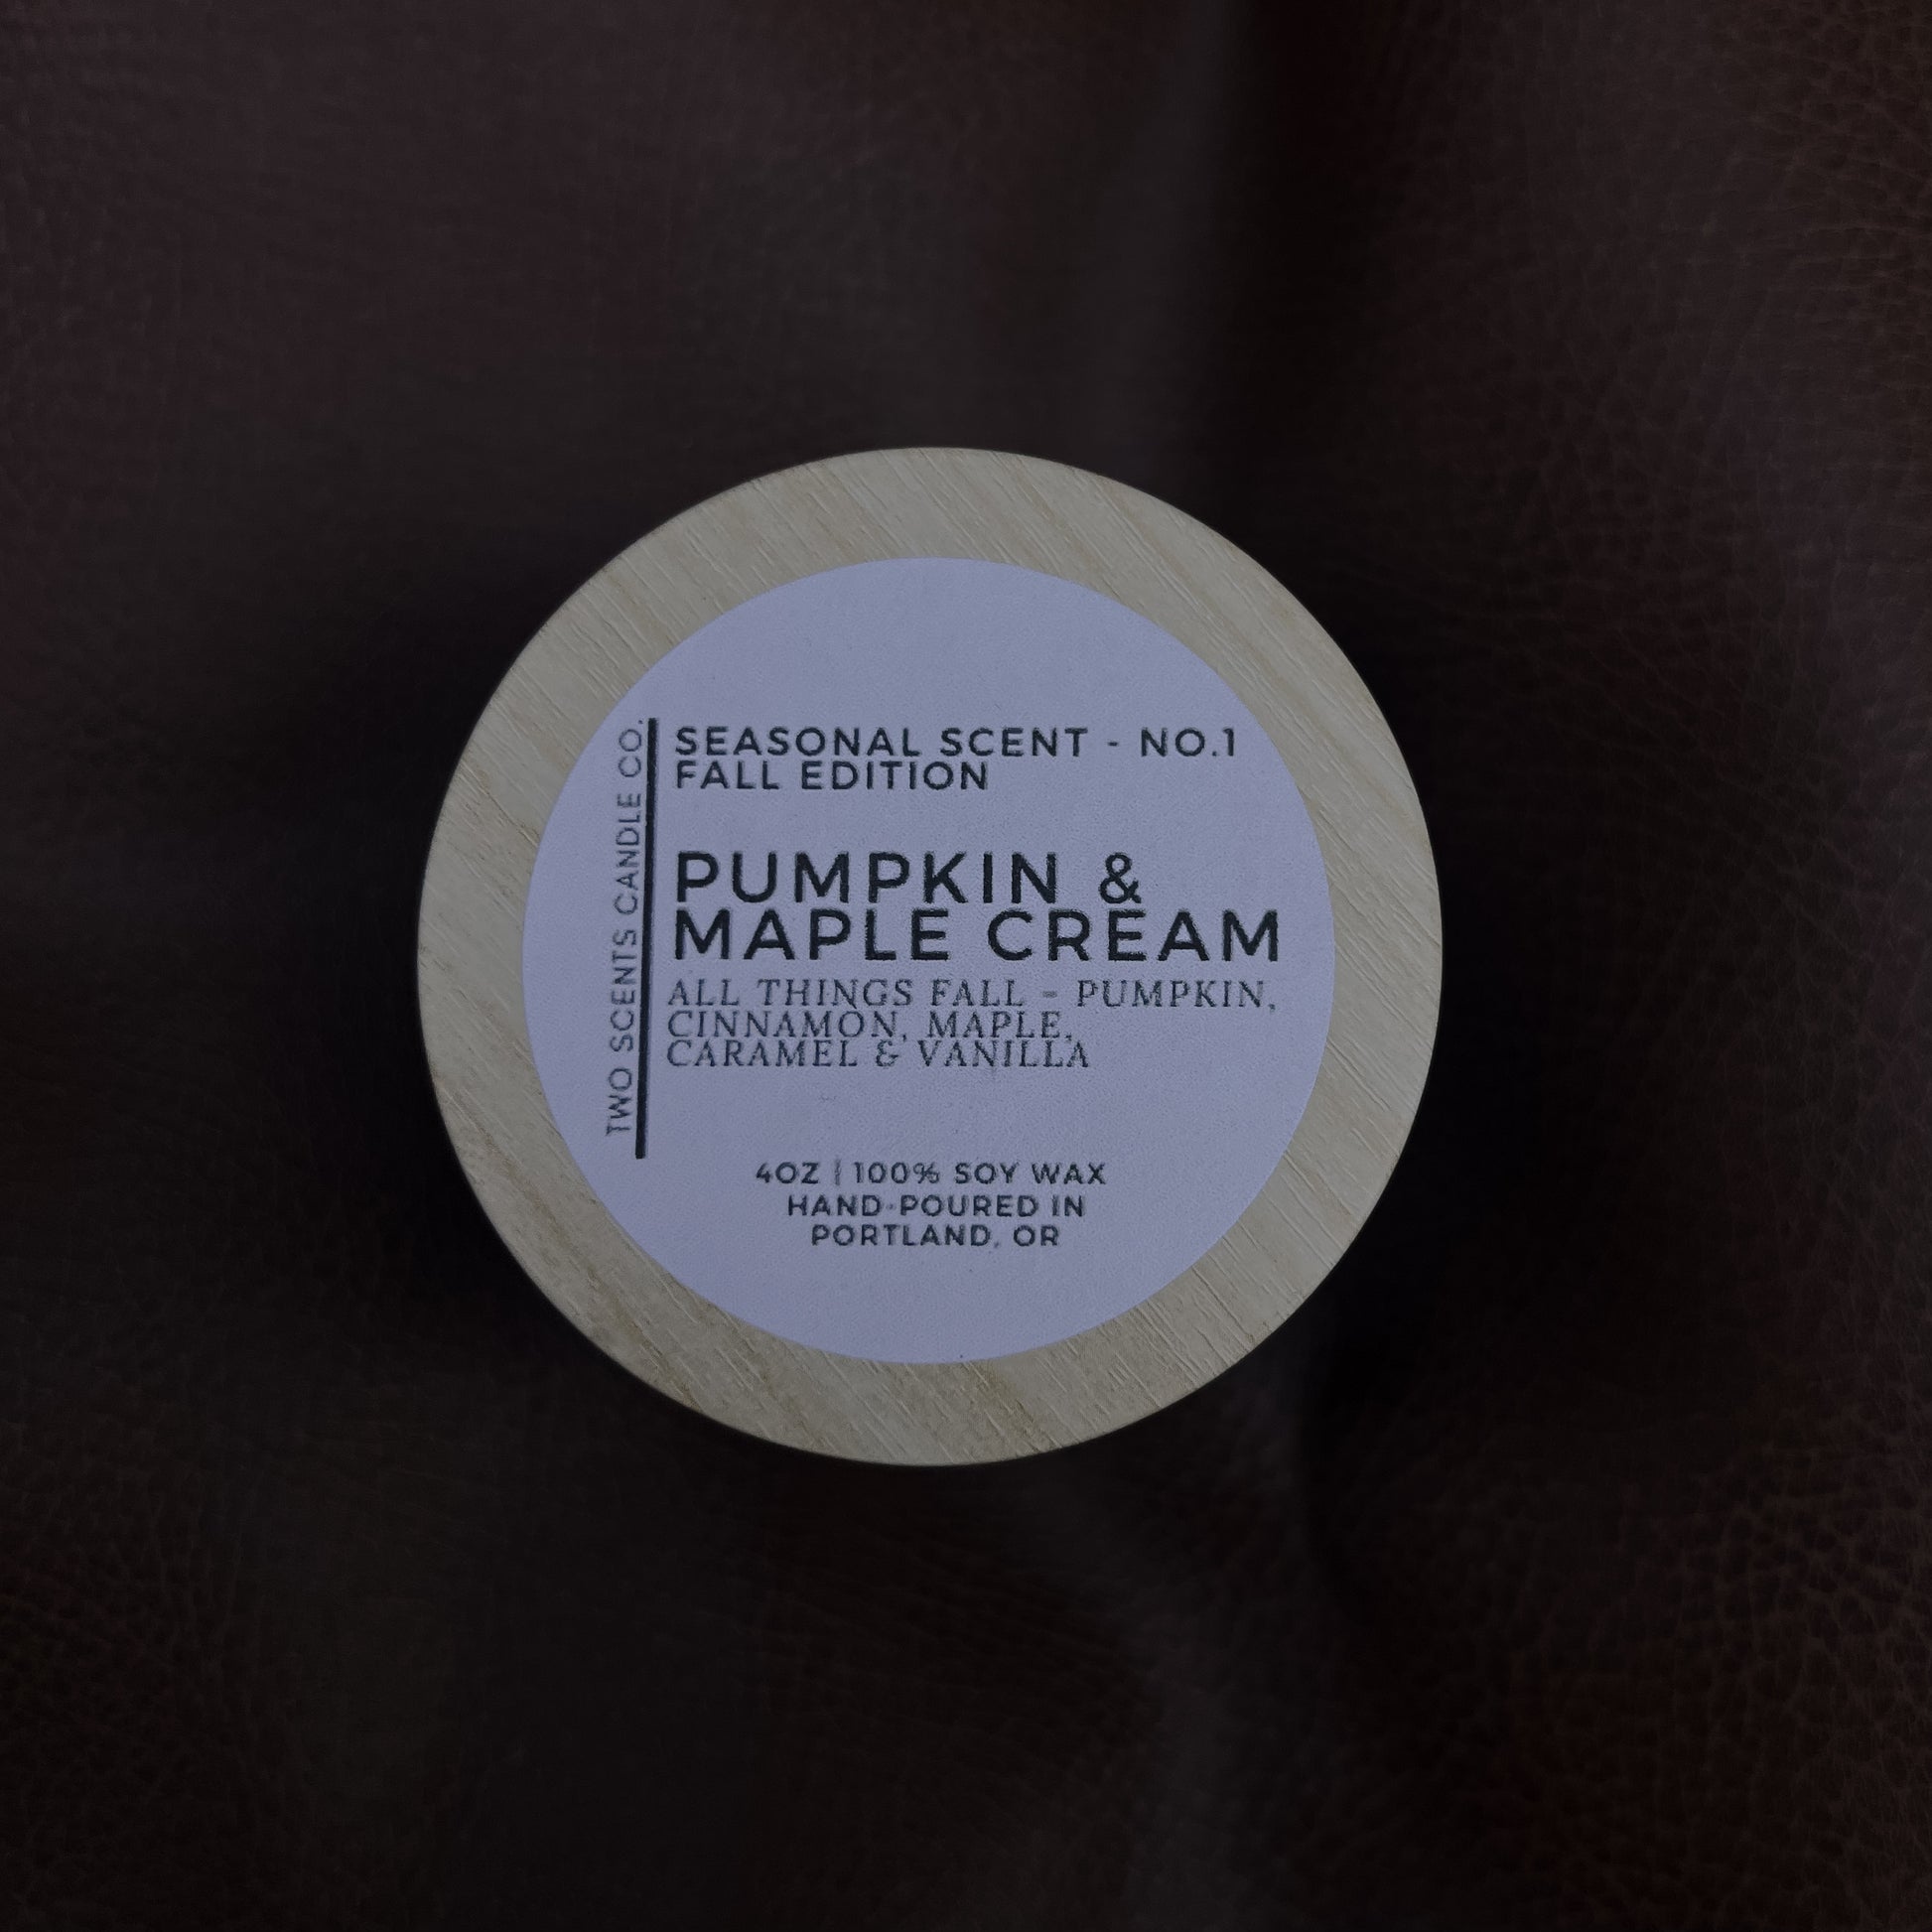 TWO SCENTS CANDLE CO.
SEASONAL SCENT - NO.1
FALL EDITION
PUMPKIN &
MAPLE CREAM
ALL THINGS FALL - PUMPKIN,
CINNAMON, MAPLE,
CARAMEL & VANILLA
4OZ | 100% SOY WAX
HAND-POURED IN
PORTLAND, OR